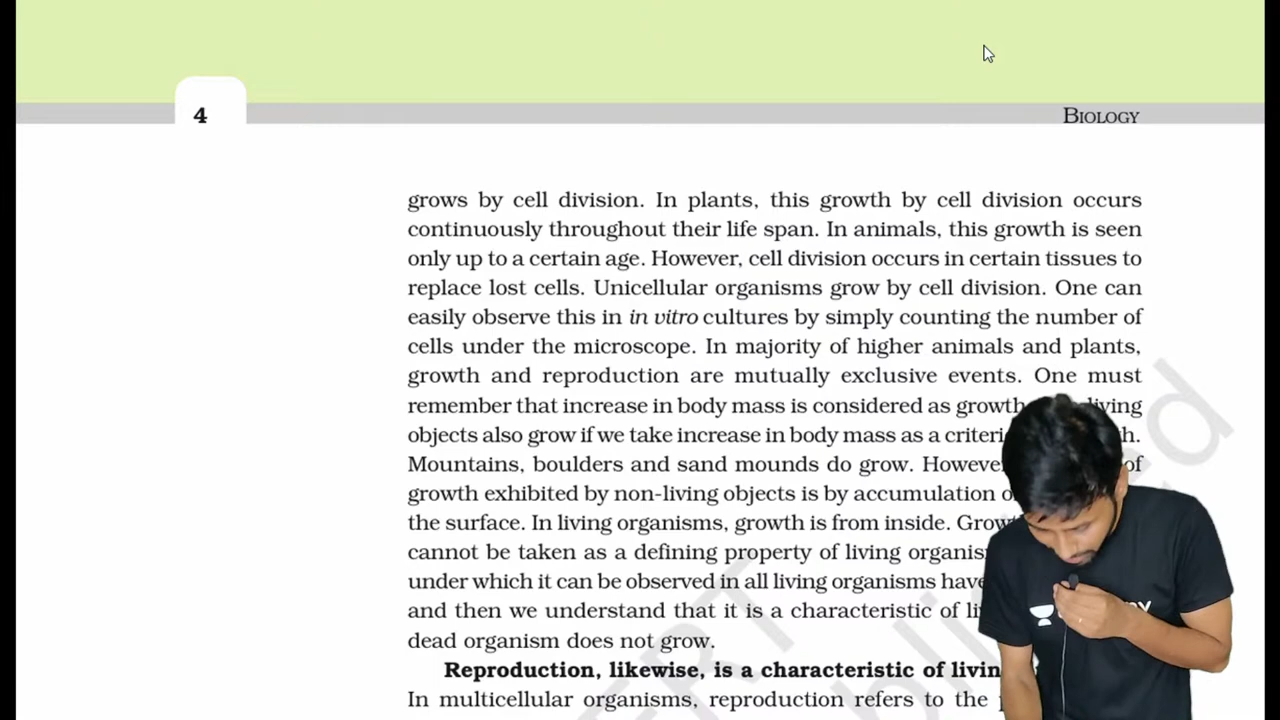 4
BIOLOGY
grows by cell division. In plants, this growth by cell division occurs
continuously throughout their life span. In animals, this growth is seen
only up to a certain age. However, cell division occurs in certain tissues to
replace lost cells. Unicellular organisms grow by cell division. One can
easily observe this in in vitro cultures by simply counting the number of
cells under the microscope. In majority of higher animals and plants,
growth and reproduction are mutually exclusive events. One must
remember that increase in body mass is considered as growth living
objects also grow if we take increase in body mass as a
Mountains, boulders and sand mounds do grow. of
growth exhibited by non-living objects is by accumulation
the surface. In living organisms, growth is from inside.
cannot be taken as a defining property of living
under which it can be observed in all living organisms have
and then we understand that it is a characteristic of
dead organism does not grow.
Reproduction, likewise, is a characteristic of
In multicellular organisms, reproduction refers to the